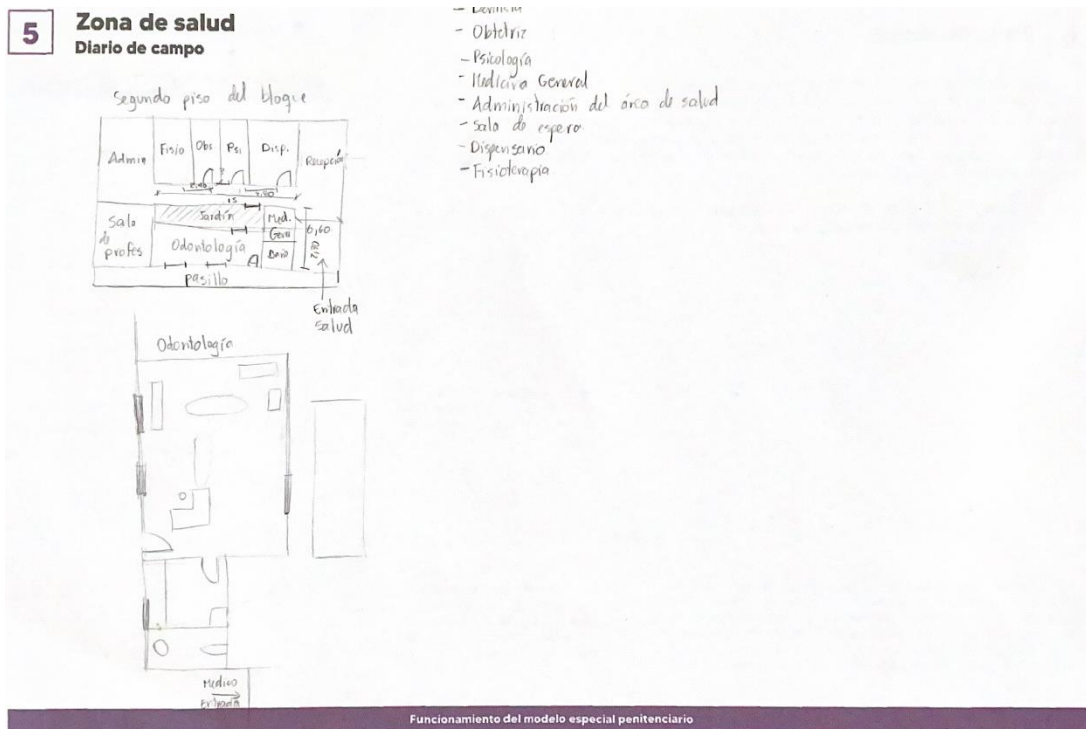 5
Zona de salud
Diario de campo
- Obtetriz
- Psicología
- Medicina General
- Administración del área de salud
- Sala de espera
- Dispensario
- Fisioterapia
Segundo piso del bloque
Admin
Fisio
Obs
Psi
Disp.
Recepción
15
Jardín
Med.
Gene
6,60
Sala
de
profes
Odontología
Baño
Pasillo
Entrada
salud
Odontología
Medico
Entrada
Funcionamiento del modelo especial penitenciario